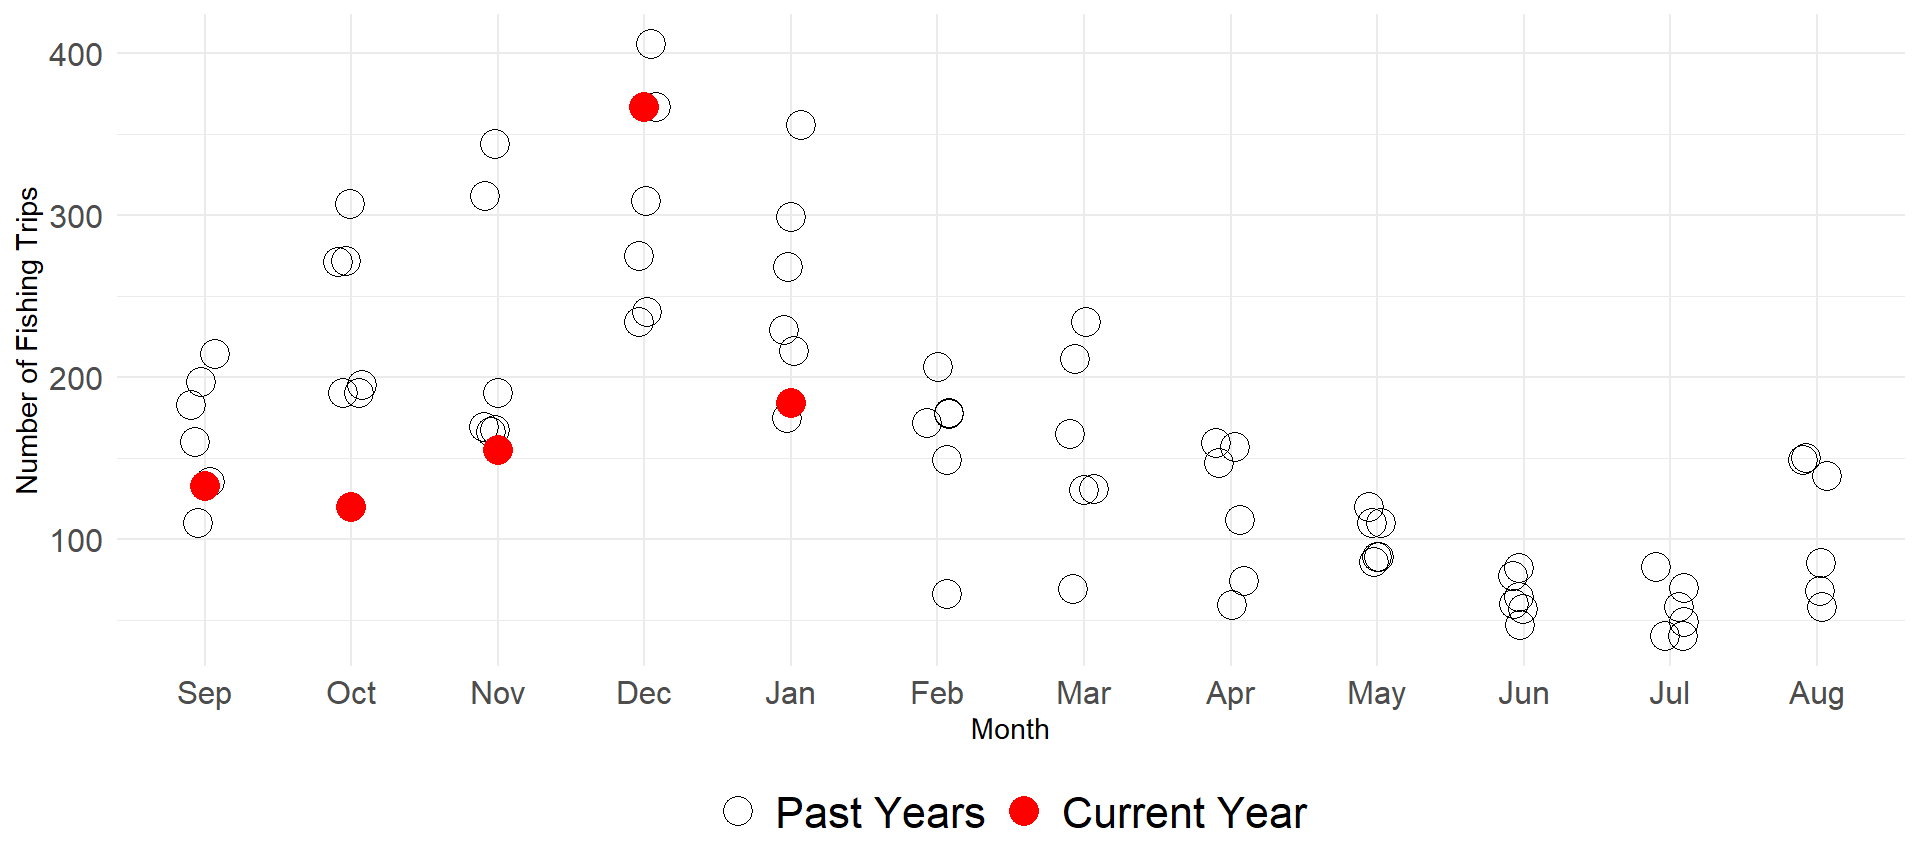 Number of Fishing Trips
400
300
200
100
Sep Oct Nov Dec Jan Feb Mar Apr May Jun Jul Aug
Month
Past Years Current Year